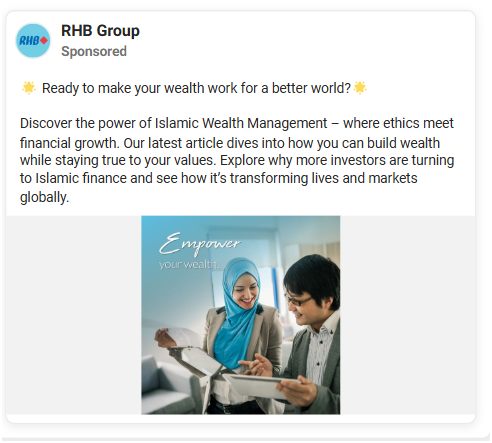 RHB Group
RHB
Sponsored
🌟 Ready to make your wealth work for a better world?🌟
Discover the power of Islamic Wealth Management – where ethics meet
financial growth. Our latest article dives into how you can build wealth
while staying true to your values. Explore why more investors are turning
to Islamic finance and see how it's transforming lives and markets
globally.
Empower
your wealth